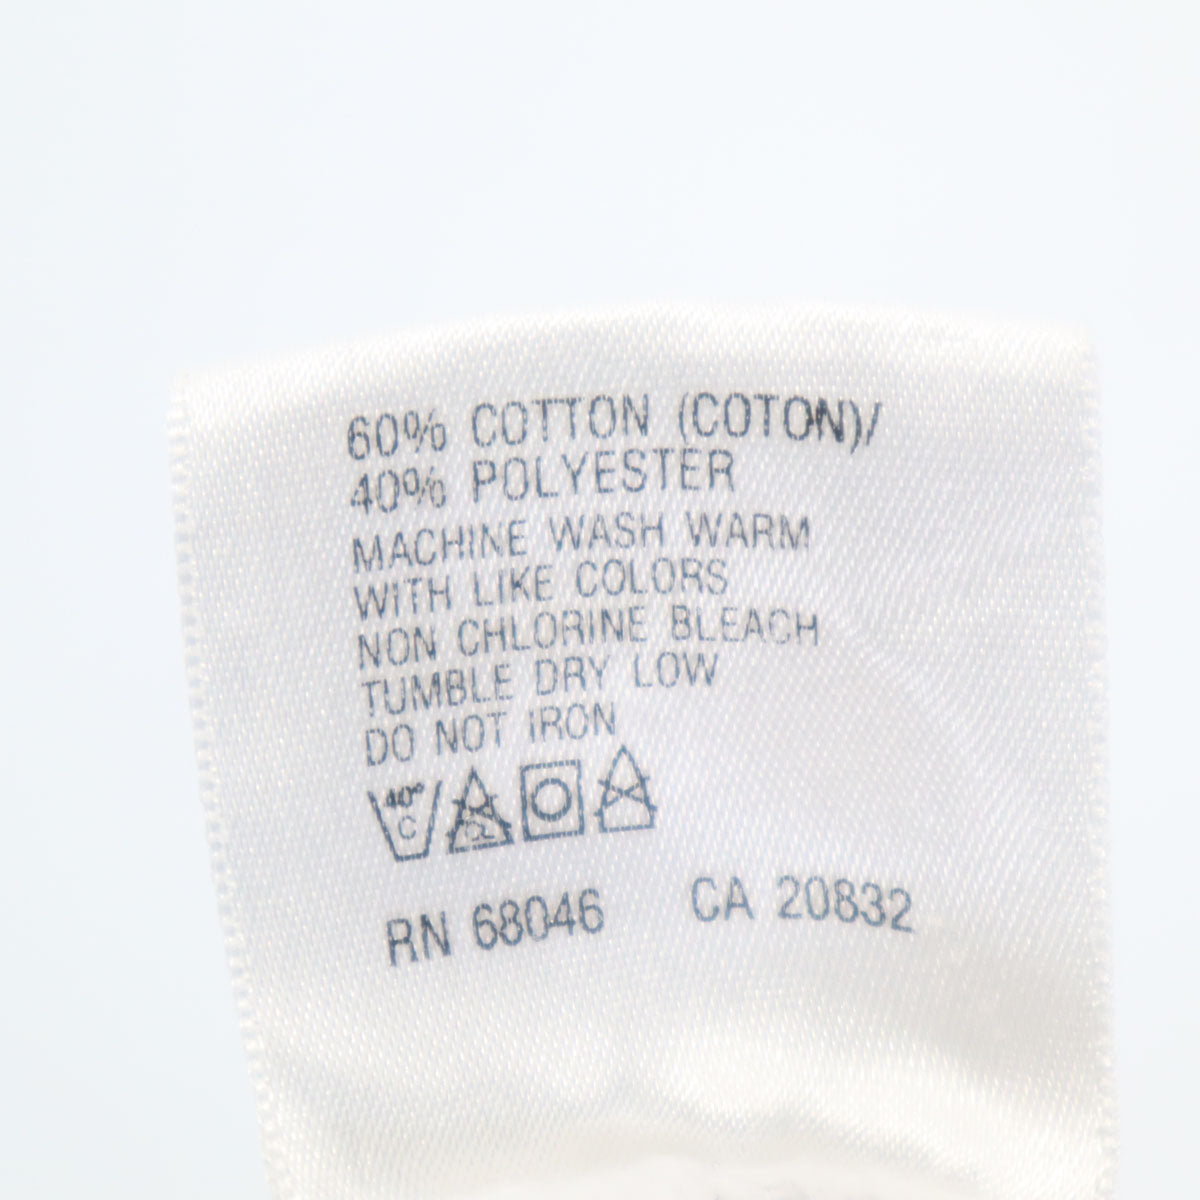 60% COTTON (COTON)/
40% POLYESTER
MACHINE WASH WARM
WITH LIKE COLORS
NON CHLORINE BLEACH
TUMBLE DRY LOW
DO NOT IRON
40° C CL
RN 68046 CA 20832